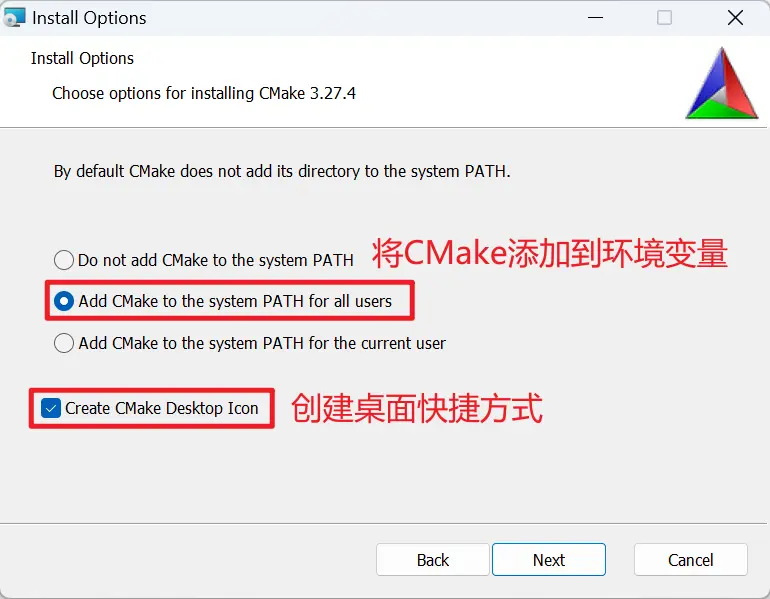 Install Options
Install Options
Choose options for installing CMake 3.27.4
By default CMake does not add its directory to the system PATH.
Do not add CMake to the system PATH
将CMake添加到环境变量
Add CMake to the system PATH for all users
Add CMake to the system PATH for the current user
Create CMake Desktop Icon
创建桌面快捷方式
Back
Next
Cancel